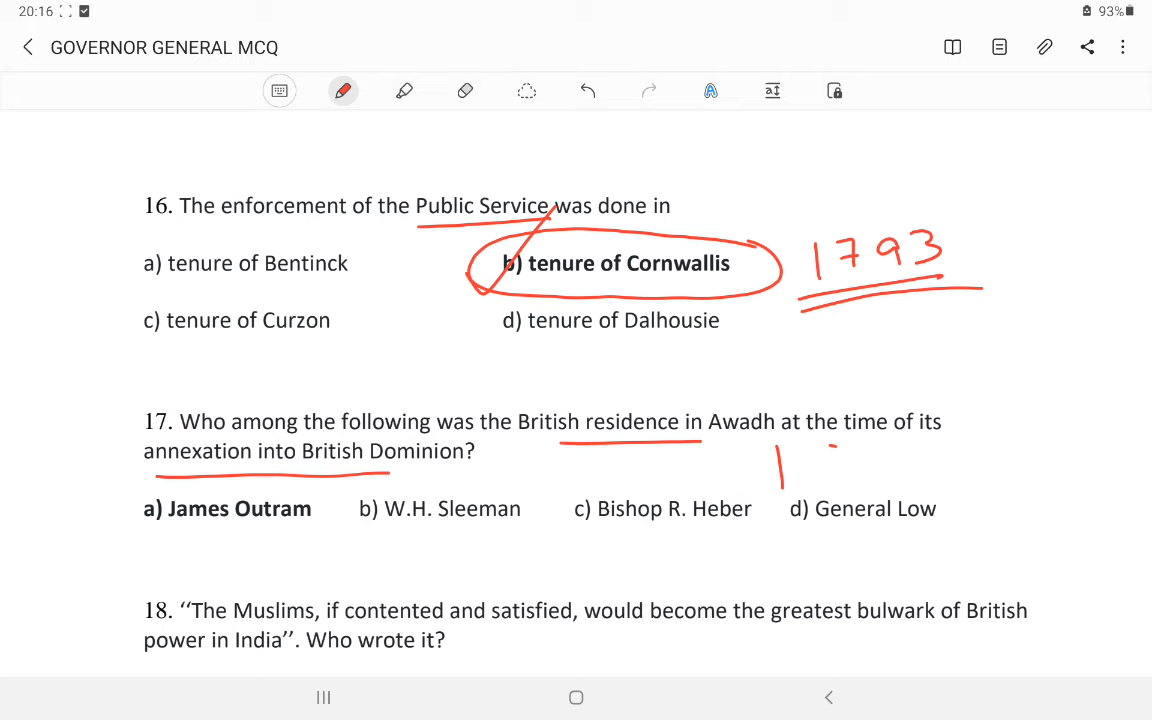 20:16 93%
GOVERNOR GENERAL MCQ
16. The enforcement of the Public Service was done in
a) tenure of Bentinck b) tenure of Cornwallis 1793
c) tenure of Curzon d) tenure of Dalhousie
17. Who among the following was the British residence in Awadh at the time of its
annexation into British Dominion?
a) James Outram b) W.H. Sleeman c) Bishop R. Heber d) General Low
18. ‘‘The Muslims, if contented and satisfied, would become the greatest bulwark of British
power in India’’. Who wrote it?